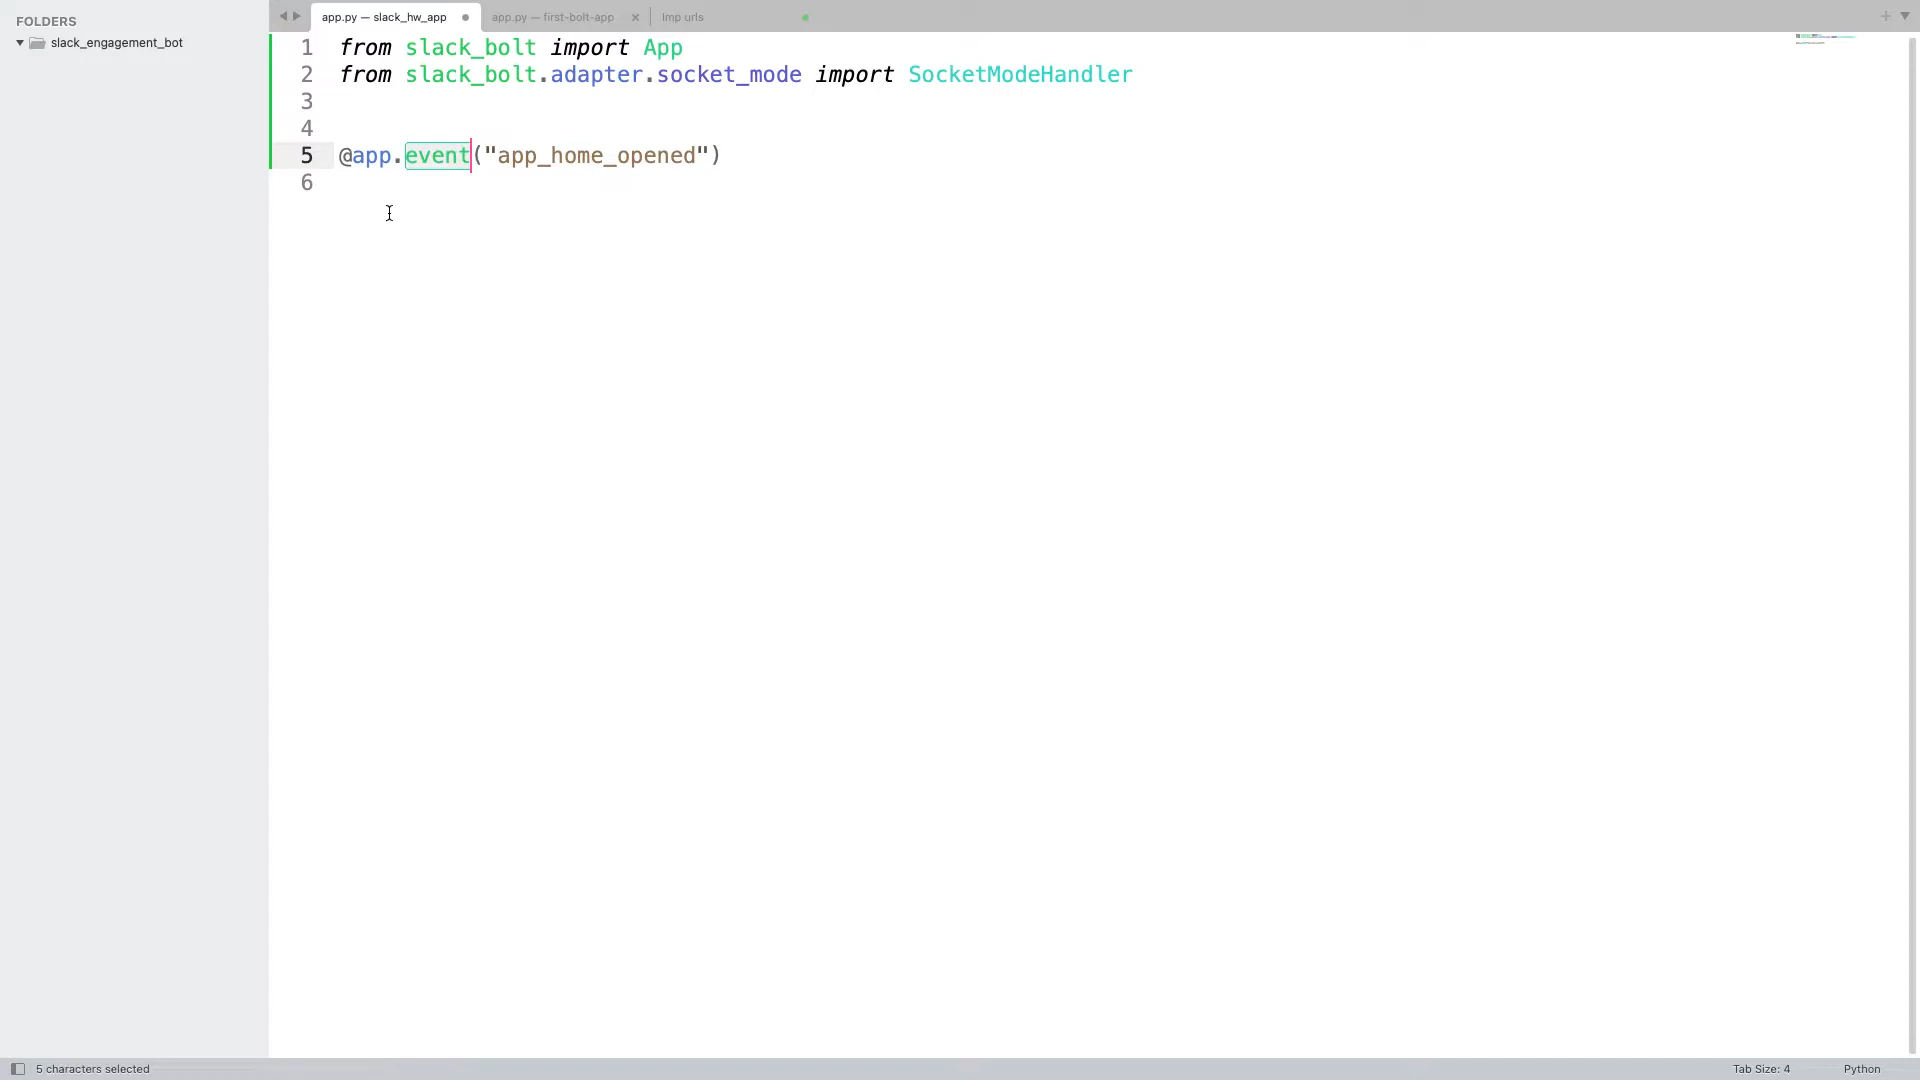 FOLDERS
slack_engagement_bot
app.py — slack_hw_app
app.py — first-bolt-app
Imp urls
1 from slack_bolt import App
2 from slack_bolt.adapter.socket_mode import SocketModeHandler
3
4
5 @app.event("app_home_opened")
6
5 characters selected
Tab Size: 4
Python